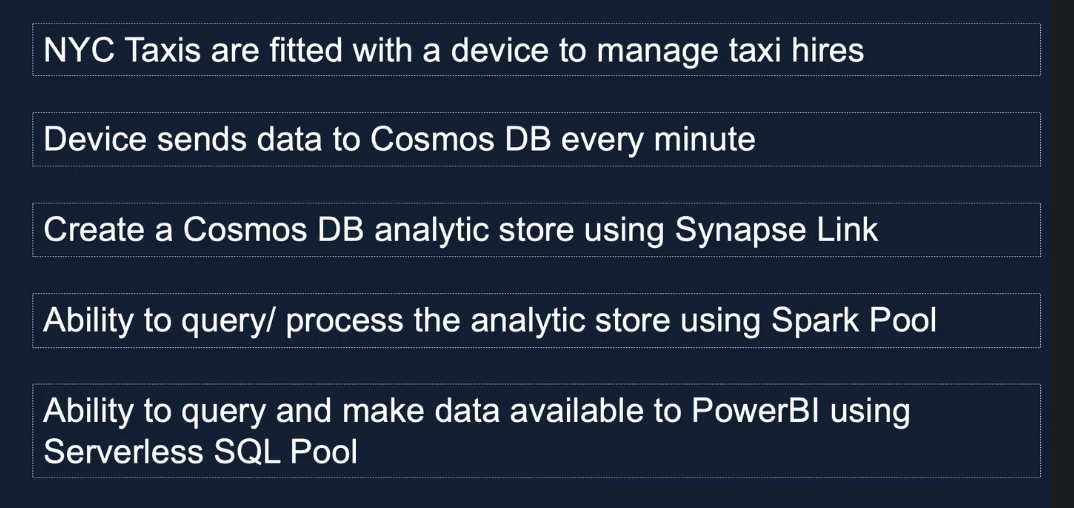 NYC Taxis are fitted with a device to manage taxi hires
Device sends data to Cosmos DB every minute
Create a Cosmos DB analytic store using Synapse Link
Ability to query/ process the analytic store using Spark Pool
Ability to query and make data available to PowerBI using
Serverless SQL Pool